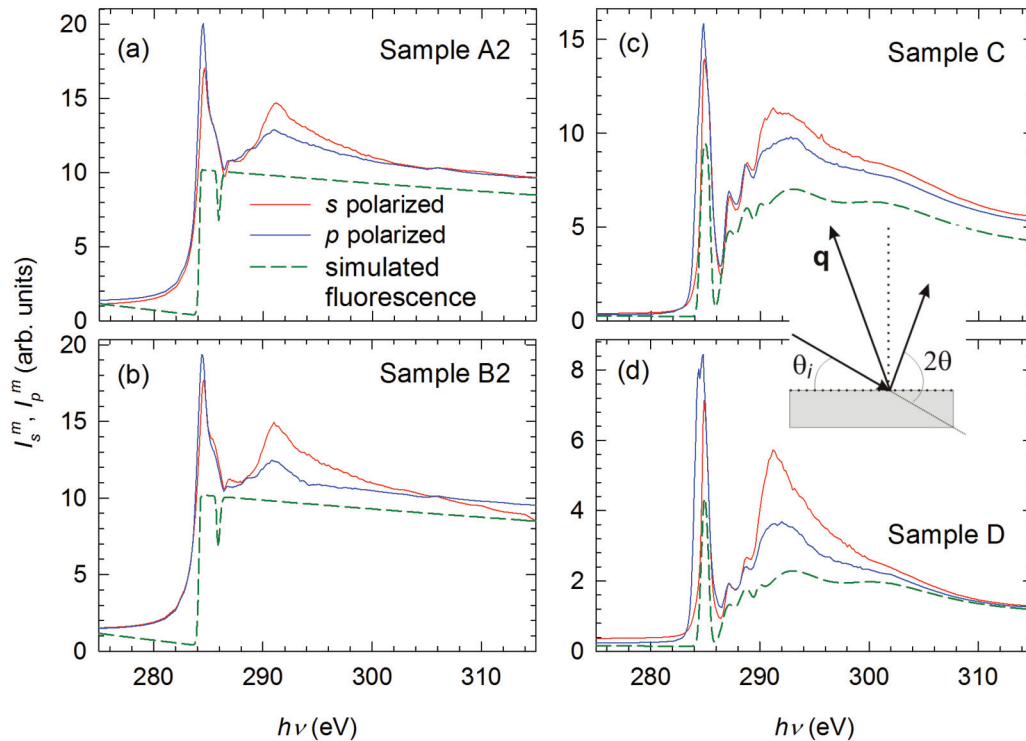 (a)
Sample A2
20
15
10
5
0
s polarized
p polarized
simulated
fluorescence
(b)
Sample B2
20
15
10
5
0
280
290
300
310
hν (eV)
I_s^m, I_p^m (arb. units)
(c)
Sample C
15
10
5
0
q
θ_i
2θ
(d)
Sample D
8
6
4
2
0
280
290
300
310
hν (eV)